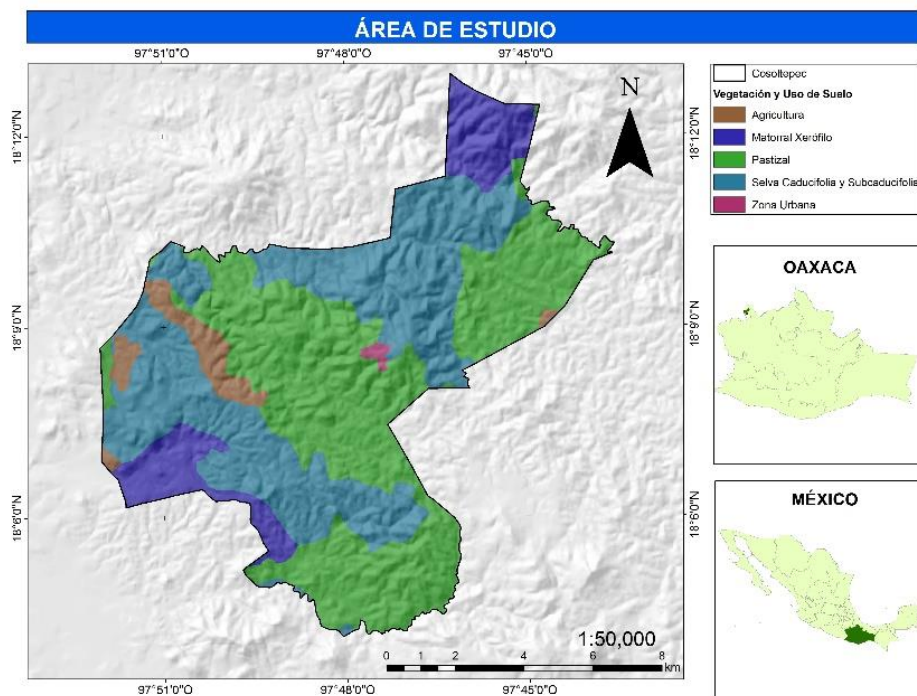 ÁREA DE ESTUDIO
97°51'0"O 97°48'0"O 97°45'0"O
18°12'0"N
18°9'0"N
18°6'0"N
N
18°12'0"N
18°9'0"N
18°6'0"N
1:50,000
0 1 2 4 6 8
km
97°51'0"O 97°48'0"O 97°45'0"O
Cosoltepec
Vegetación y Uso de Suelo
Agricultura
Matorral Xerófilo
Pastizal
Selva Caducifolia y Subcaducifolia
Zona Urbana
OAXACA
MÉXICO